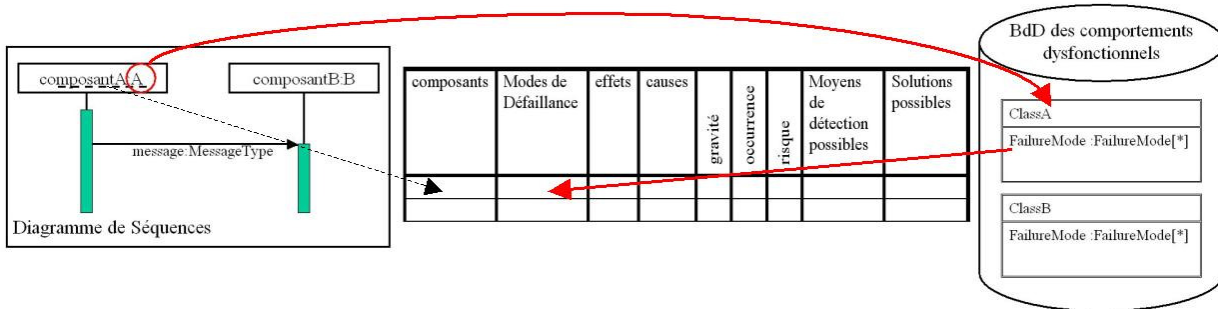 composantA:A
composantB:B
message:MessageType
Diagramme de Séquences
composants
Modes de
Défaillance
effets
causes
gravité
occurrence
risque
Moyens
de
détection
possibles
Solutions
possibles
BdD des comportements
dysfonctionnels
ClassA
FailureMode :FailureMode[*]
ClassB
FailureMode :FailureMode[*]